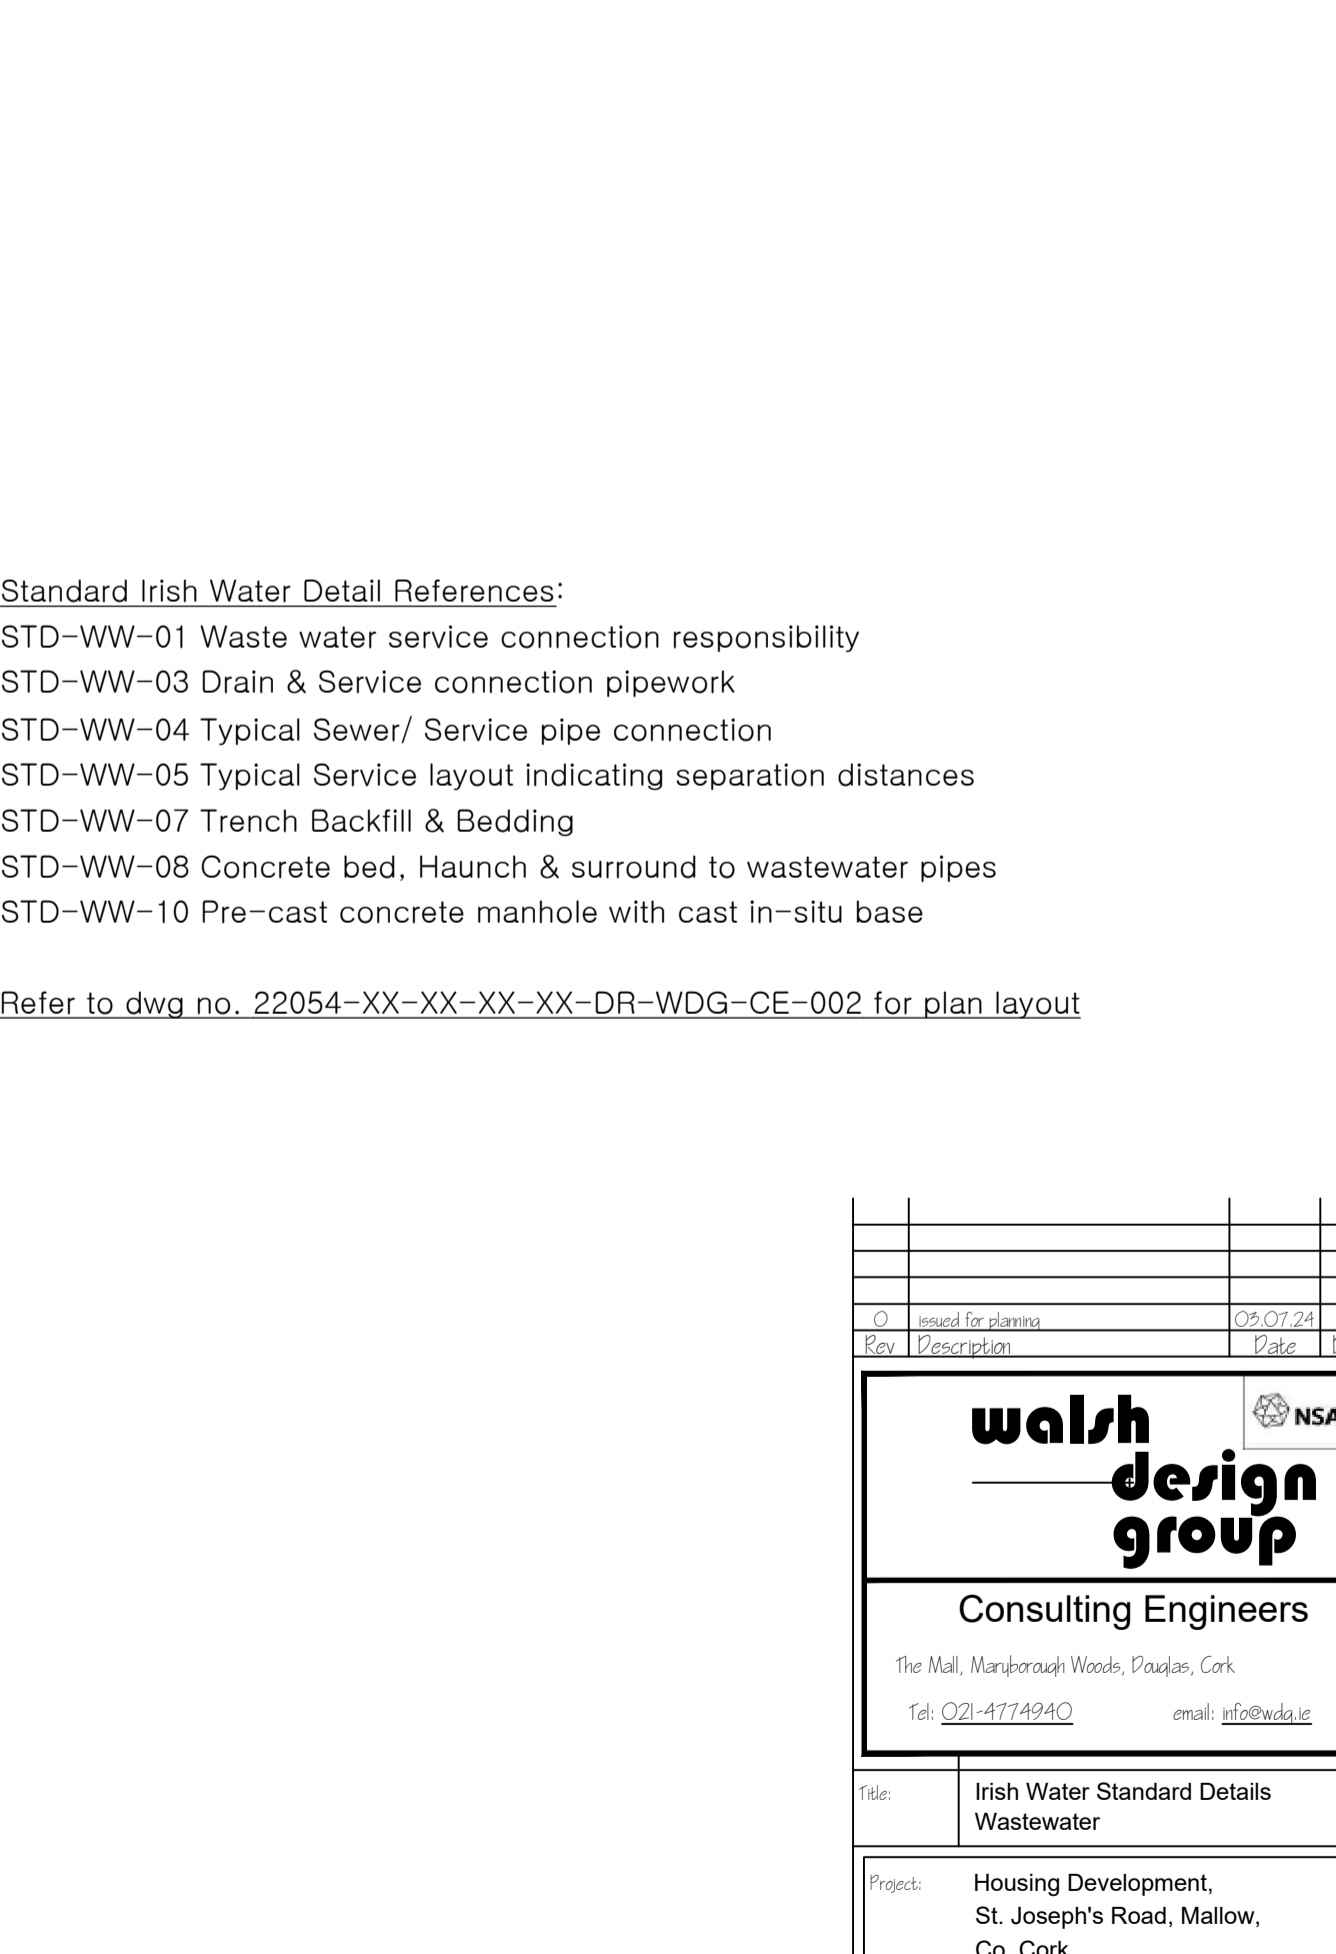 Standard Irish Water Detail References:
STD-WW-01 Waste water service connection responsibility
STD-WW-03 Drain & Service connection pipework
STD-WW-04 Typical Sewer/ Service pipe connection
STD-WW-05 Typical Service layout indicating separation distances
STD-WW-07 Trench Backfill & Bedding
STD-WW-08 Concrete bed, Haunch & surround to wastewater pipes
STD-WW-10 Pre-cast concrete manhole with cast in-situ base
Refer to dwg no. 22054-XX-XX-XX-XX-DR-WDG-CE-002 for plan layout
0 issued for planning 03.07.24
Rev Description Date
walsh
design
group
NSA
Consulting Engineers
The Mall, Maryborough Woods, Douglas, Cork
Tel: 021-4774940 email: info@wdg.ie
Title: Irish Water Standard Details
Wastewater
Project: Housing Development,
St. Joseph's Road, Mallow,
Co. Cork